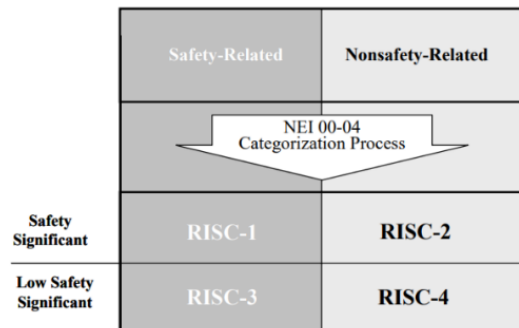 Safety-Related
Nonsafety-Related
NEI 00-04
Categorization Process
Safety
Significant
RISC-1
RISC-2
Low Safety
Significant
RISC-3
RISC-4